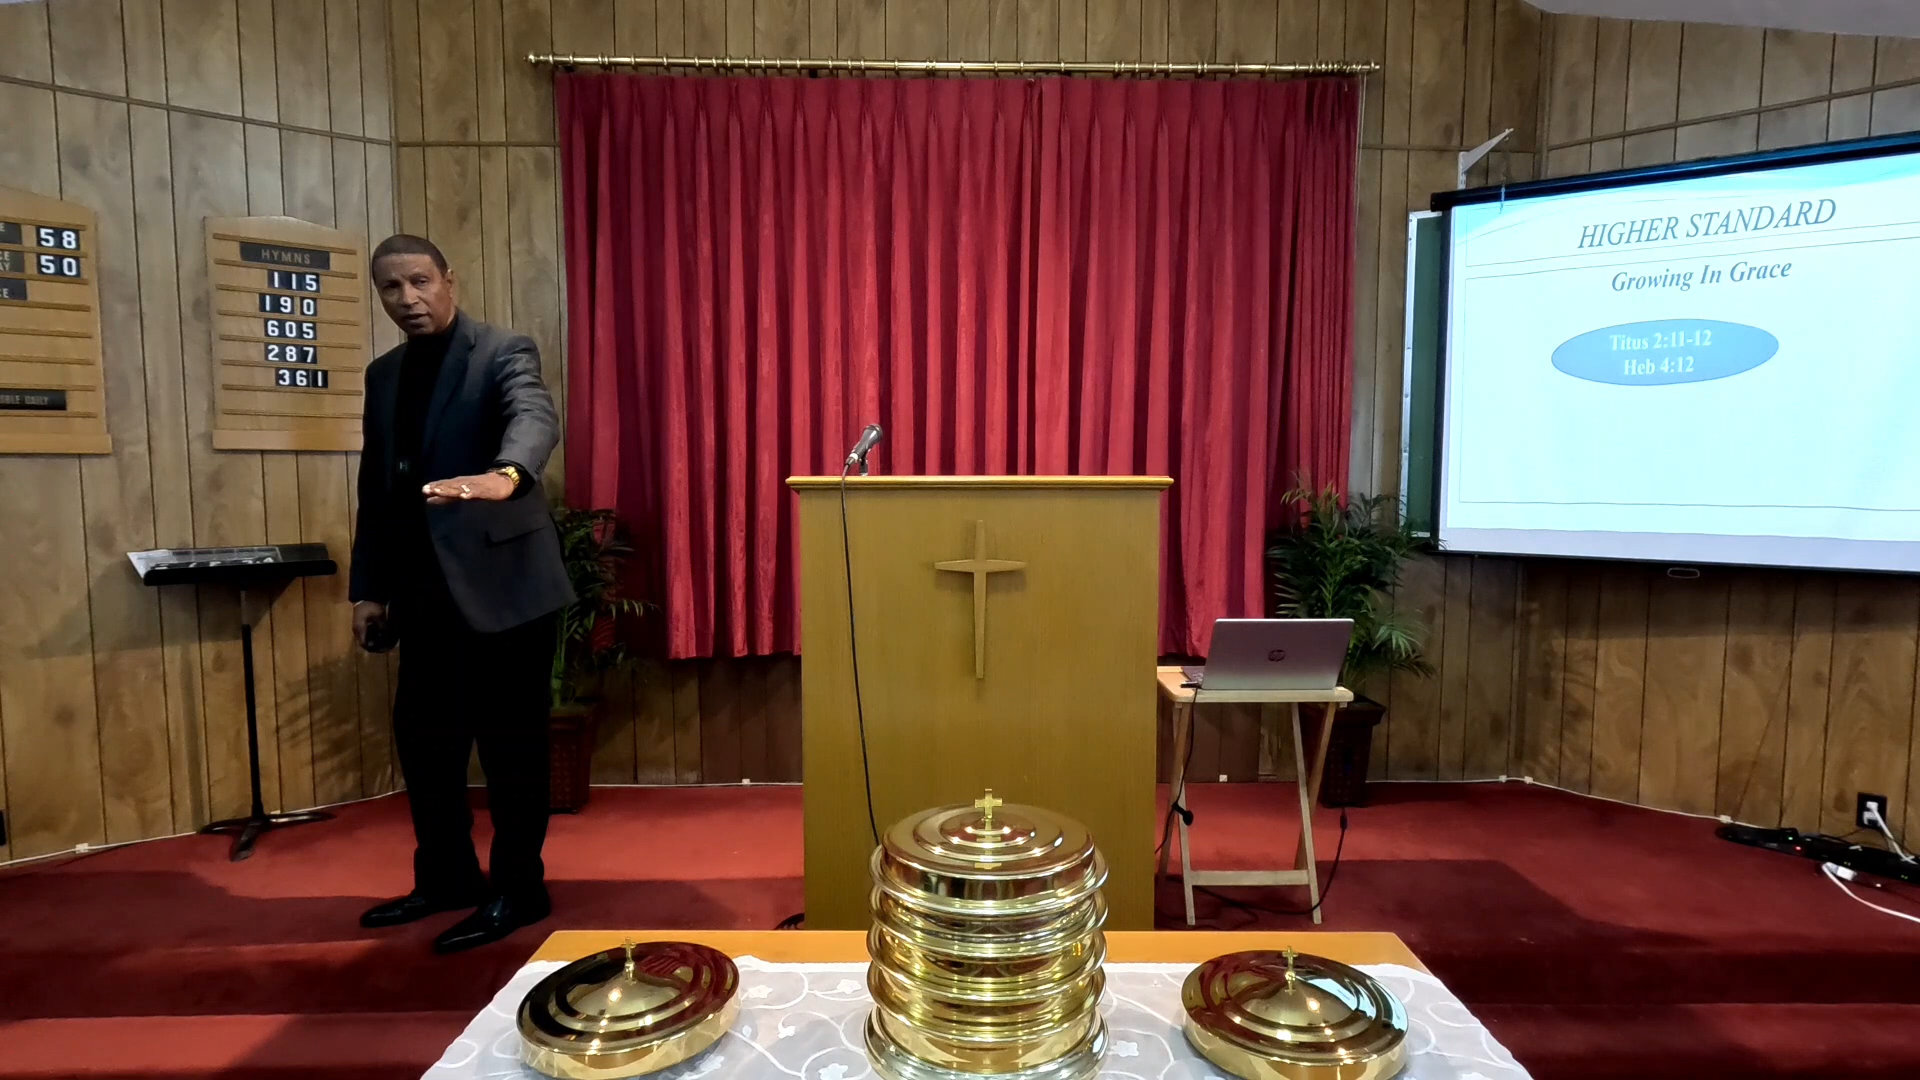 58
50
HYMNS
115
190
605
287
361
HIGHER STANDARD
Growing In Grace
Titus 2:11-12
Heb 4:12
hp